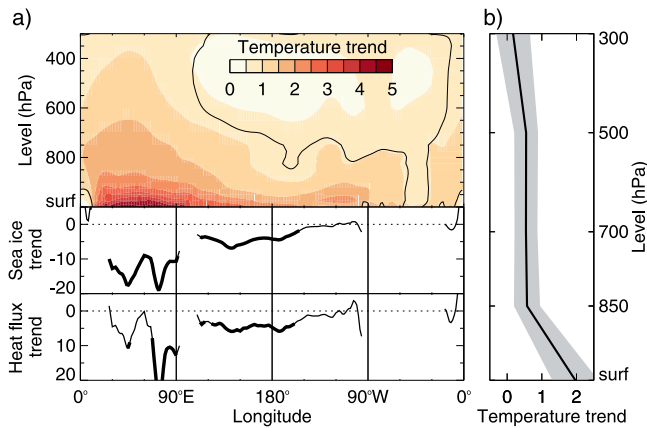 a)
b)
Temperature trend
0 1 2 3 4 5
400
600
800
surf
Level (hPa)
0
-10
-20
Sea ice
trend
0
10
20
Heat flux
trend
0° 90°E 180° 90°W 0°
Longitude
300
500
700
850
surf
Level (hPa)
0 1 2
Temperature trend